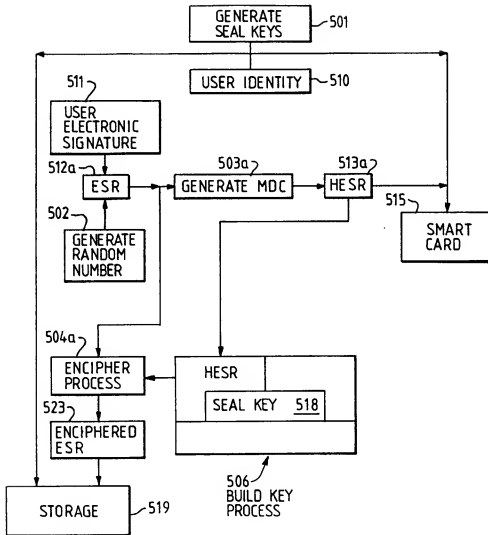 GENERATE
SEAL KEYS
501
USER IDENTITY
510
511
USER
ELECTRONIC
SIGNATURE
512a
ESR
503a
GENERATE MDC
513a
HESR
502
GENERATE
RANDOM
NUMBER
515
SMART
CARD
504a
ENCIPHER
PROCESS
HESR
SEAL KEY 518
523
ENCIPHERED
ESR
506
BUILD KEY
PROCESS
STORAGE
519